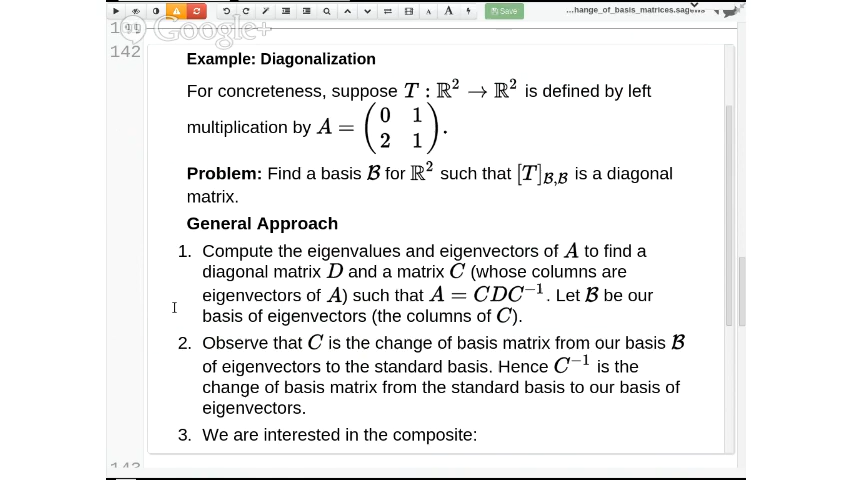 Save
...hange_of_basis_matrices.sagews
Google+
142
Example: Diagonalization
For concreteness, suppose T : ℝ² → ℝ² is defined by left
multiplication by A = (0 1
2 1).
Problem: Find a basis ℬ for ℝ² such that [T]ℬ,ℬ is a diagonal
matrix.
General Approach
1. Compute the eigenvalues and eigenvectors of A to find a
diagonal matrix D and a matrix C (whose columns are
eigenvectors of A) such that A = CDC⁻¹. Let ℬ be our
basis of eigenvectors (the columns of C).
2. Observe that C is the change of basis matrix from our basis ℬ
of eigenvectors to the standard basis. Hence C⁻¹ is the
change of basis matrix from the standard basis to our basis of
eigenvectors.
3. We are interested in the composite: